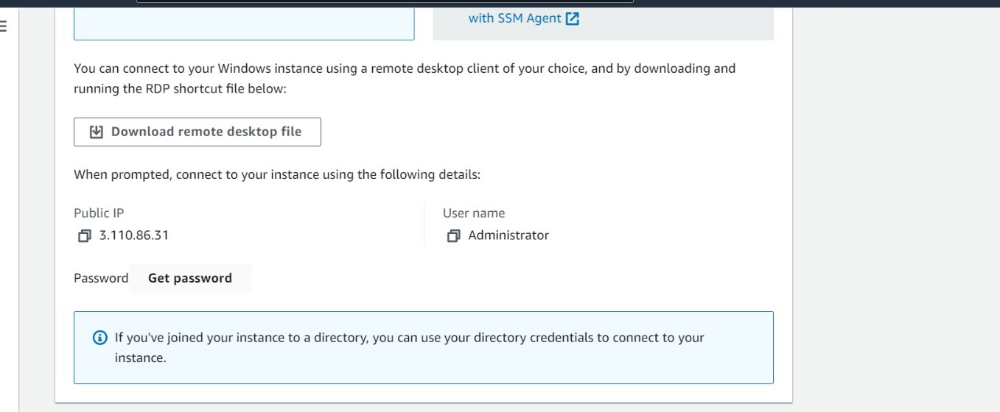 with SSM Agent
You can connect to your Windows instance using a remote desktop client of your choice, and by downloading and
running the RDP shortcut file below:
Download remote desktop file
When prompted, connect to your instance using the following details:
Public IP
3.110.86.31
User name
Administrator
Password Get password
If you've joined your instance to a directory, you can use your directory credentials to connect to your
instance.